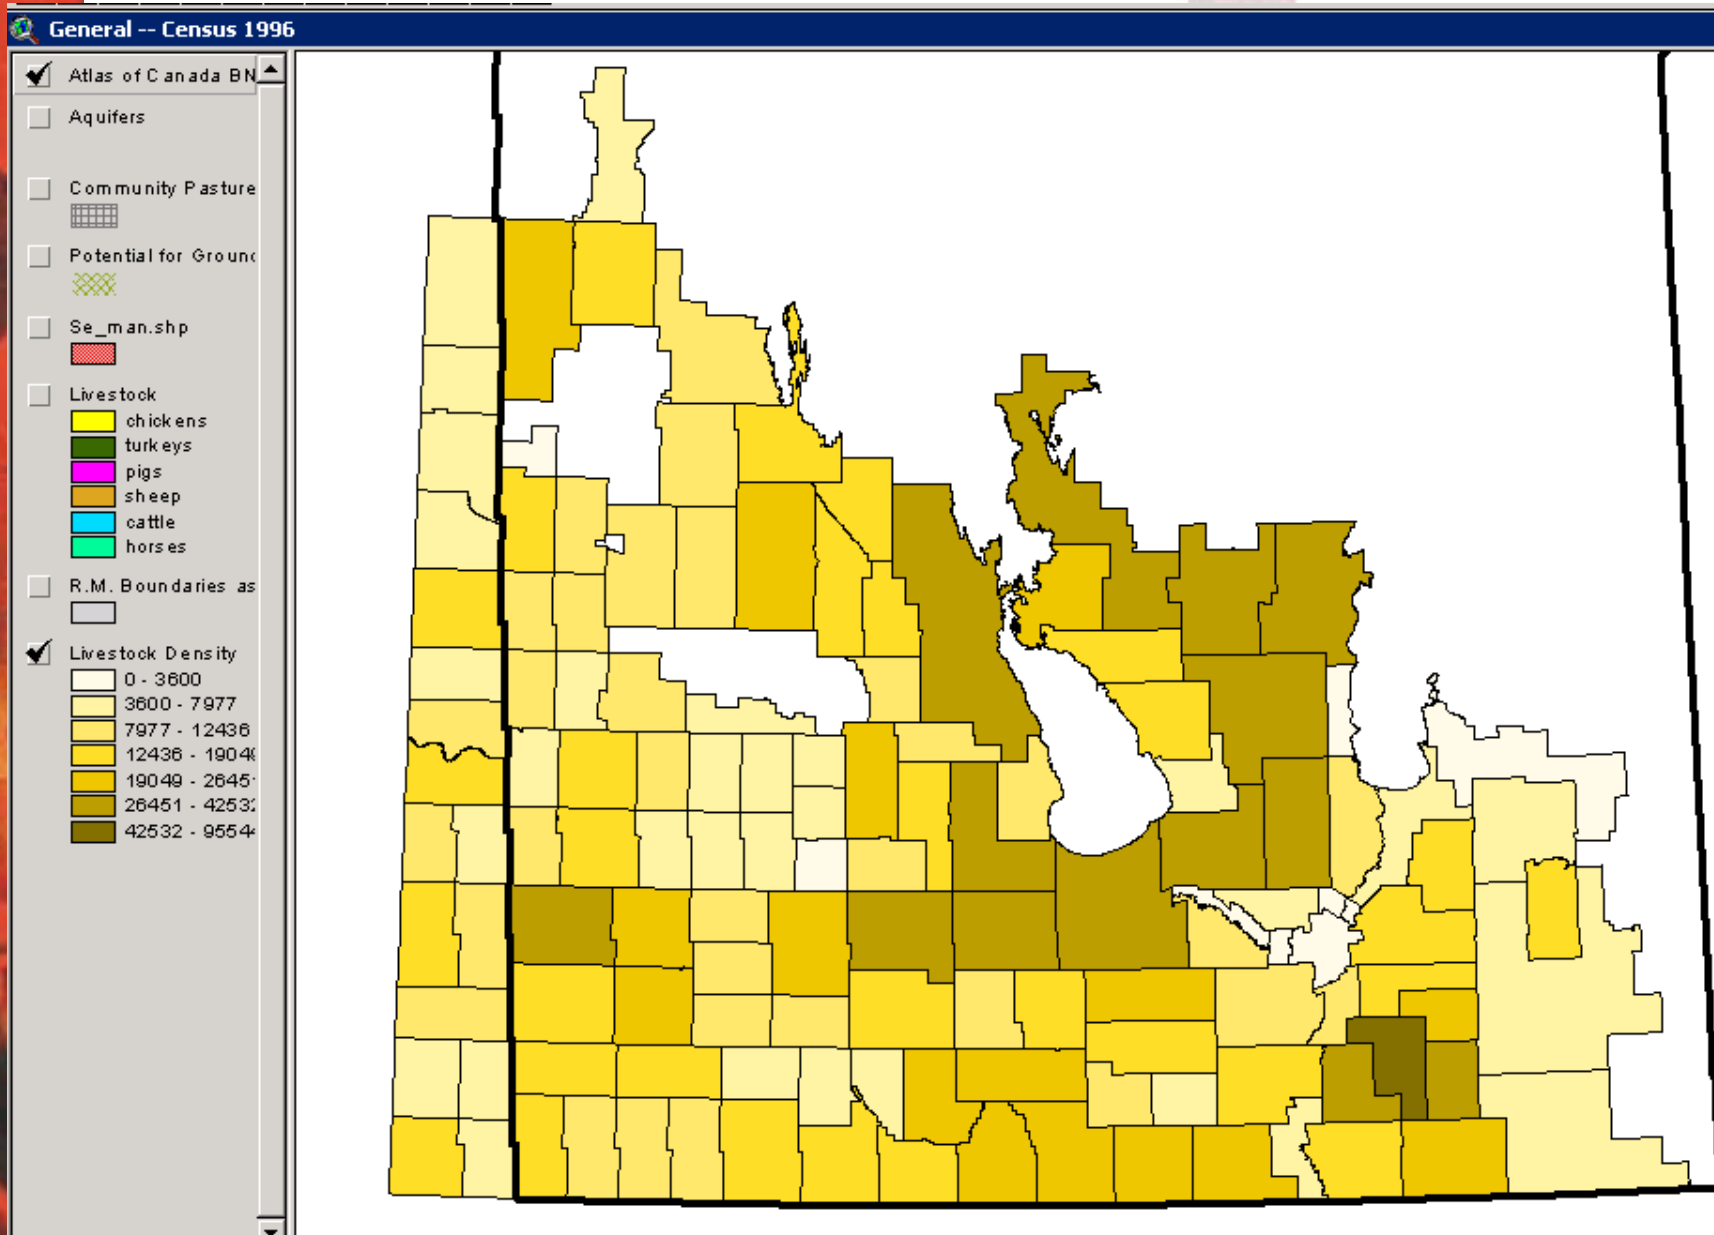 General -- Census 1996
Atlas of Canada BN
Aquifers
Community Pasture
Potential for Ground
Se_man.shp
Livestock
chickens
turkeys
pigs
sheep
cattle
horses
R.M. Boundaries as
Livestock Density
0 - 3600
3600 - 7977
7977 - 12436
12436 - 1904
19049 - 2645
26451 - 4253
42532 - 9554